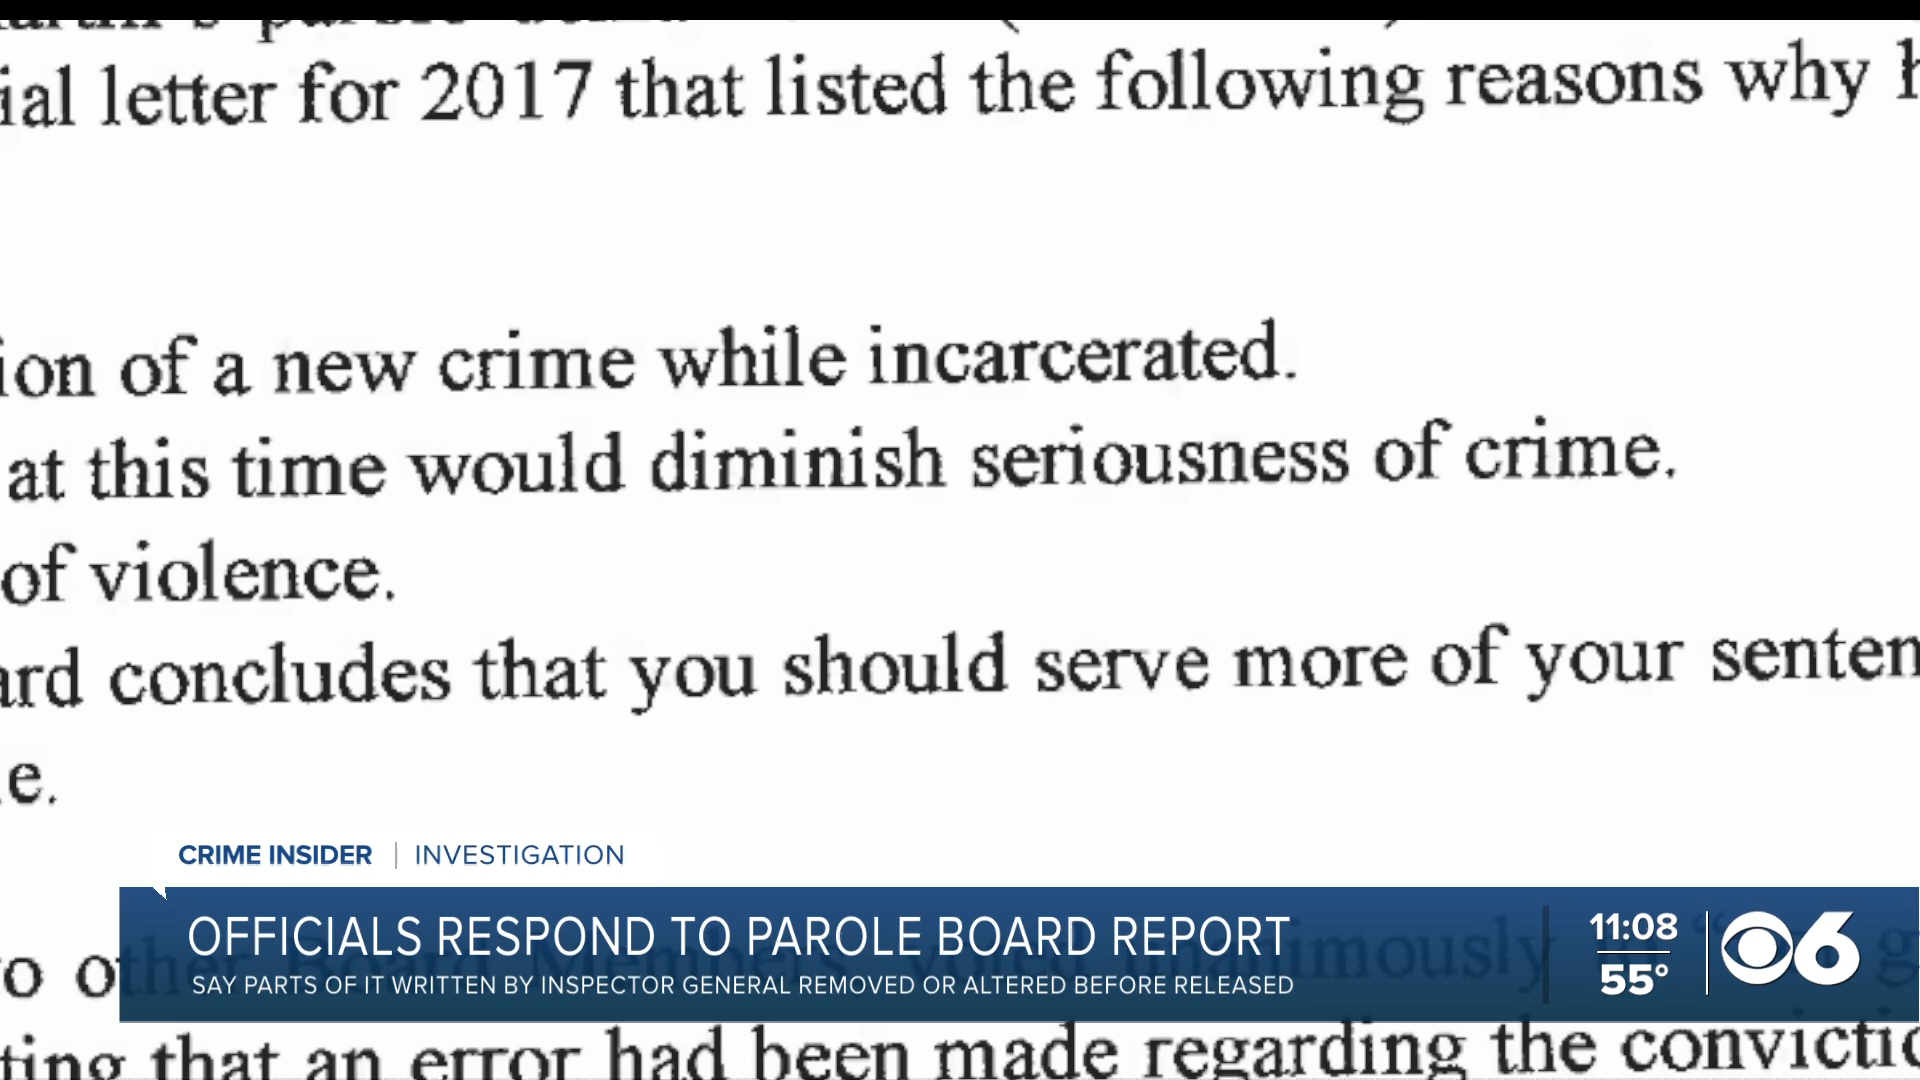 ial letter for 2017 that listed the following reasons why h
ion of a new crime while incarcerated.
at this time would diminish seriousness of crime.
of violence.
ard concludes that you should serve more of your senten
e.
CRIME INSIDER | INVESTIGATION
OFFICIALS RESPOND TO PAROLE BOARD REPORT
SAY PARTS OF IT WRITTEN BY INSPECTOR GENERAL REMOVED OR ALTERED BEFORE RELEASED
11:08
55°
6
ting that an error had been made regarding the convictio